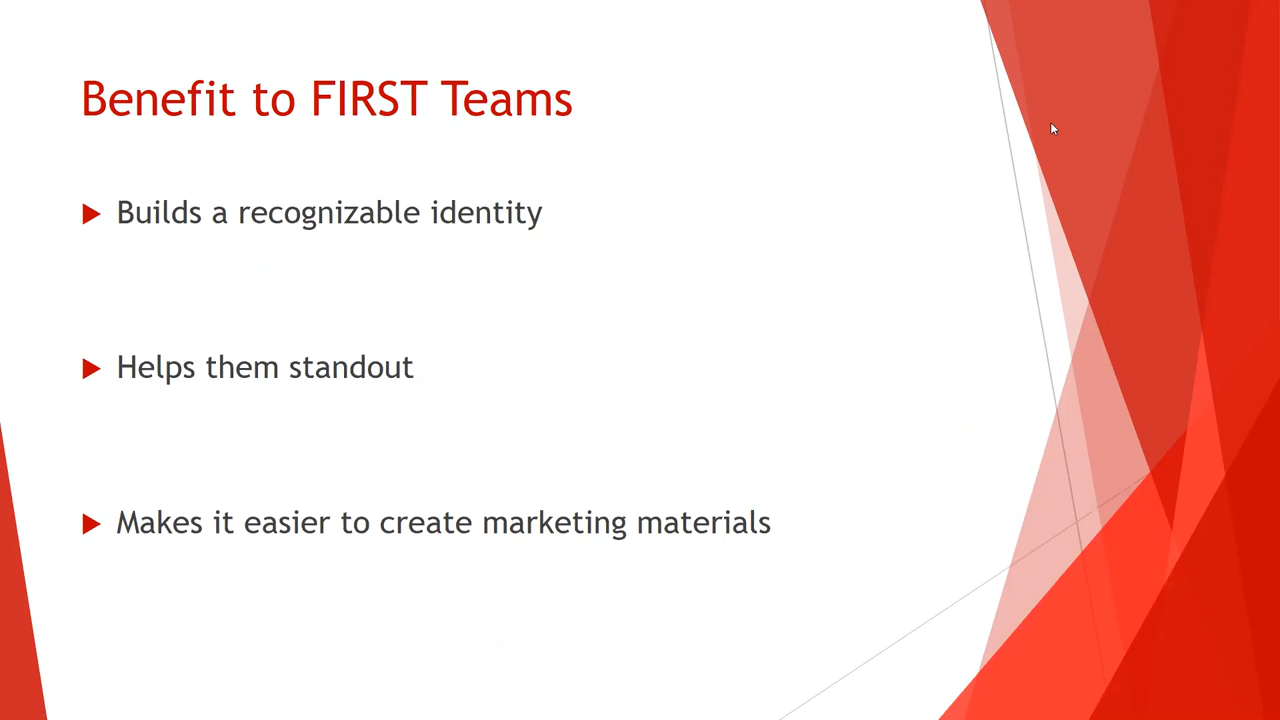 Benefit to FIRST Teams
Builds a recognizable identity
Helps them standout
Makes it easier to create marketing materials